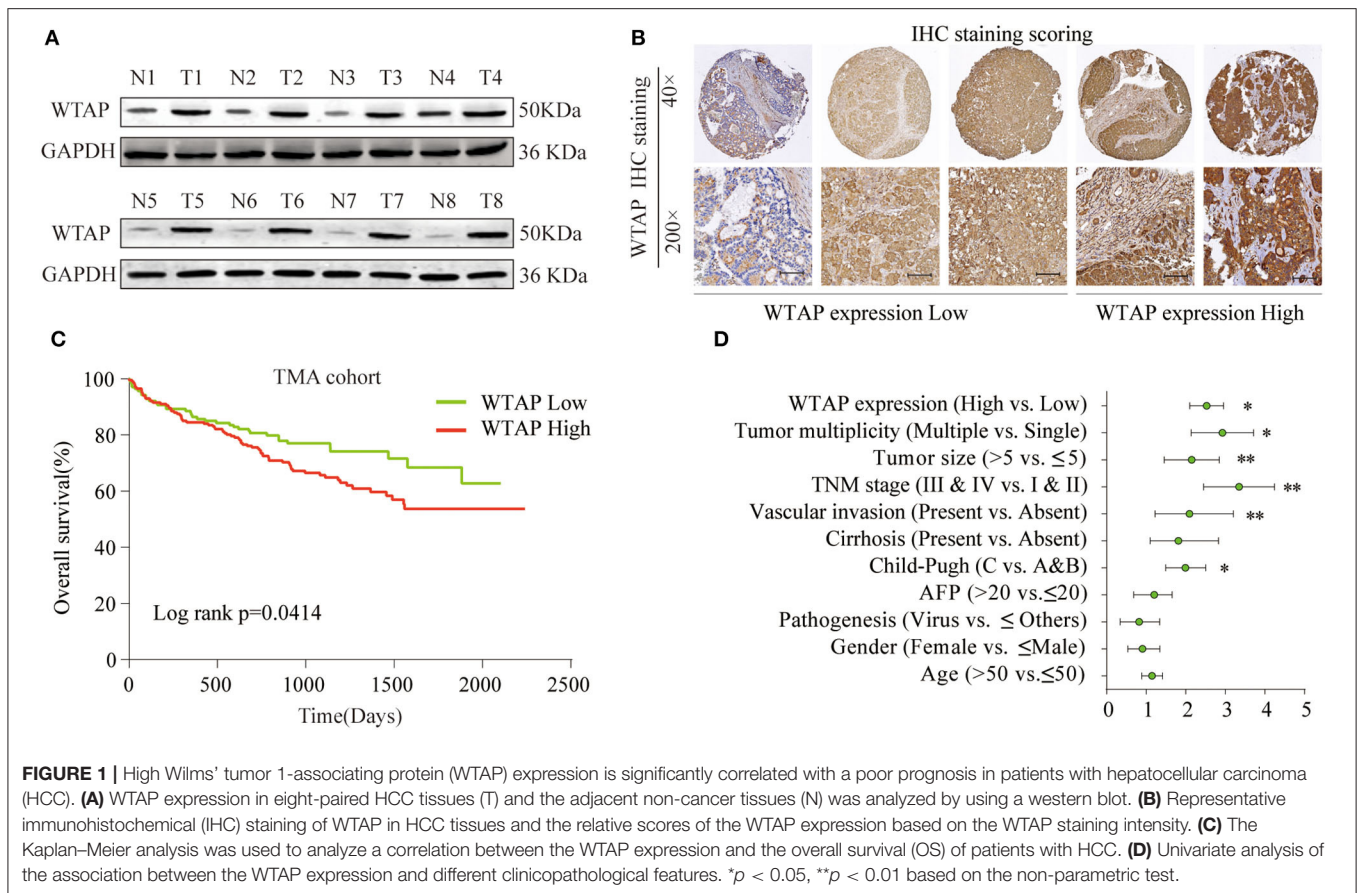 A
N1 T1 N2 T2 N3 T3 N4 T4
WTAP 50KDa
GAPDH 36 KDa
N5 T5 N6 T6 N7 T7 N8 T8
WTAP 50KDa
GAPDH 36 KDa
B
IHC staining scoring
WTAP IHC staining
40×
200×
WTAP expression Low WTAP expression High
C
TMA cohort
WTAP Low
WTAP High
Overall survival(%)
100
80
60
40
20
0
Log rank p=0.0414
0 500 1000 1500 2000 2500
Time(Days)
D
WTAP expression (High vs. Low) *
Tumor multiplicity (Multiple vs. Single) *
Tumor size (>5 vs. ≤5) **
TNM stage (III & IV vs. I & II) **
Vascular invasion (Present vs. Absent) **
Cirrhosis (Present vs. Absent)
Child-Pugh (C vs. A&B) *
AFP (>20 vs.≤20)
Pathogenesis (Virus vs. ≤ Others)
Gender (Female vs. ≤Male)
Age (>50 vs.≤50)
0 1 2 3 4 5
FIGURE 1 | High Wilms’ tumor 1-associating protein (WTAP) expression is significantly correlated with a poor prognosis in patients with hepatocellular carcinoma
(HCC). (A) WTAP expression in eight-paired HCC tissues (T) and the adjacent non-cancer tissues (N) was analyzed by using a western blot. (B) Representative
immunohistochemical (IHC) staining of WTAP in HCC tissues and the relative scores of the WTAP expression based on the WTAP staining intensity. (C) The
Kaplan–Meier analysis was used to analyze a correlation between the WTAP expression and the overall survival (OS) of patients with HCC. (D) Univariate analysis of
the association between the WTAP expression and different clinicopathological features. *p < 0.05, **p < 0.01 based on the non-parametric test.